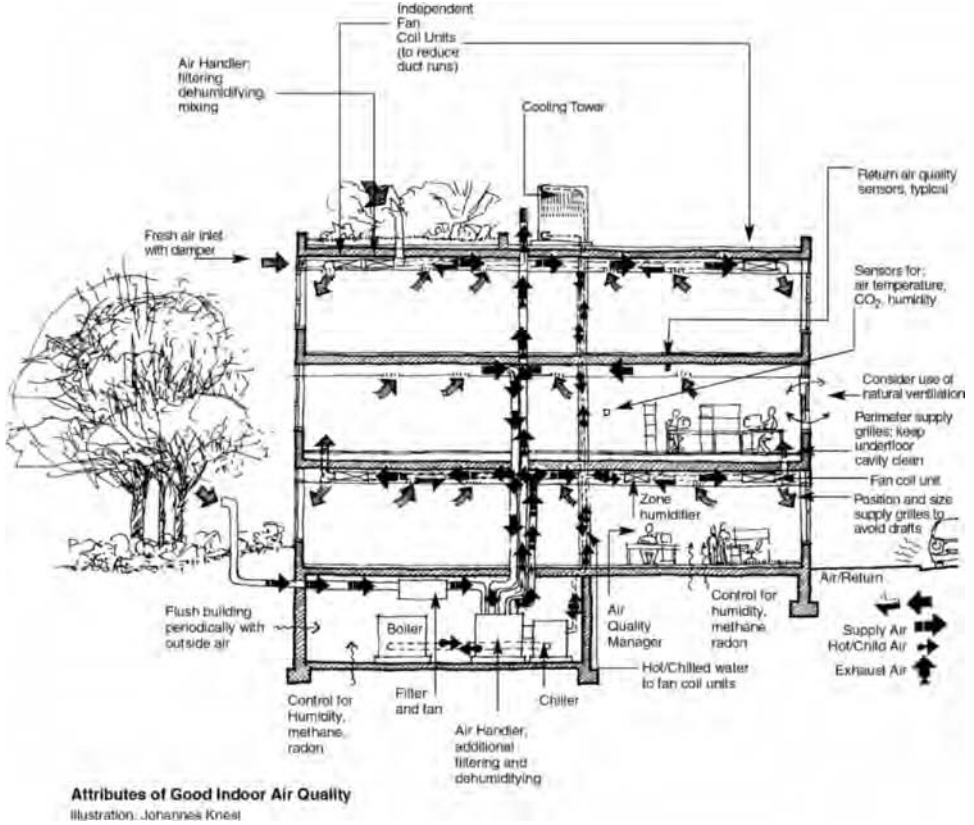 Independent
Fan
Coil Units
(to reduce
duct runs)
Air Handler;
filtering
dehumidifying,
mixing
Cooling Tower
Return air quality
sensors, typical
Fresh air inlet
with damper
Sensors for;
air temperature,
CO2, humidity
Consider use of
natural ventilation
Perimeter supply
grilles; keep
underfloor
cavity clean
Fan coil unit
Zone
humidifier
Position and size
supply grilles to
avoid drafts
Air/Return
Flush building
periodically with
outside air
Boiler
Air
Quality
Manager
Control for
humidity,
methane,
radon
Supply Air
Hot/Child Air
Exhaust Air
Hot/Chilled water
to fan coil units
Control for
Humidity,
methane,
radon
Filter
and fan
Chiller
Air Handler;
additional
filtering and
dehumidifying
Attributes of Good Indoor Air Quality
Illustration: Johannes Knesl